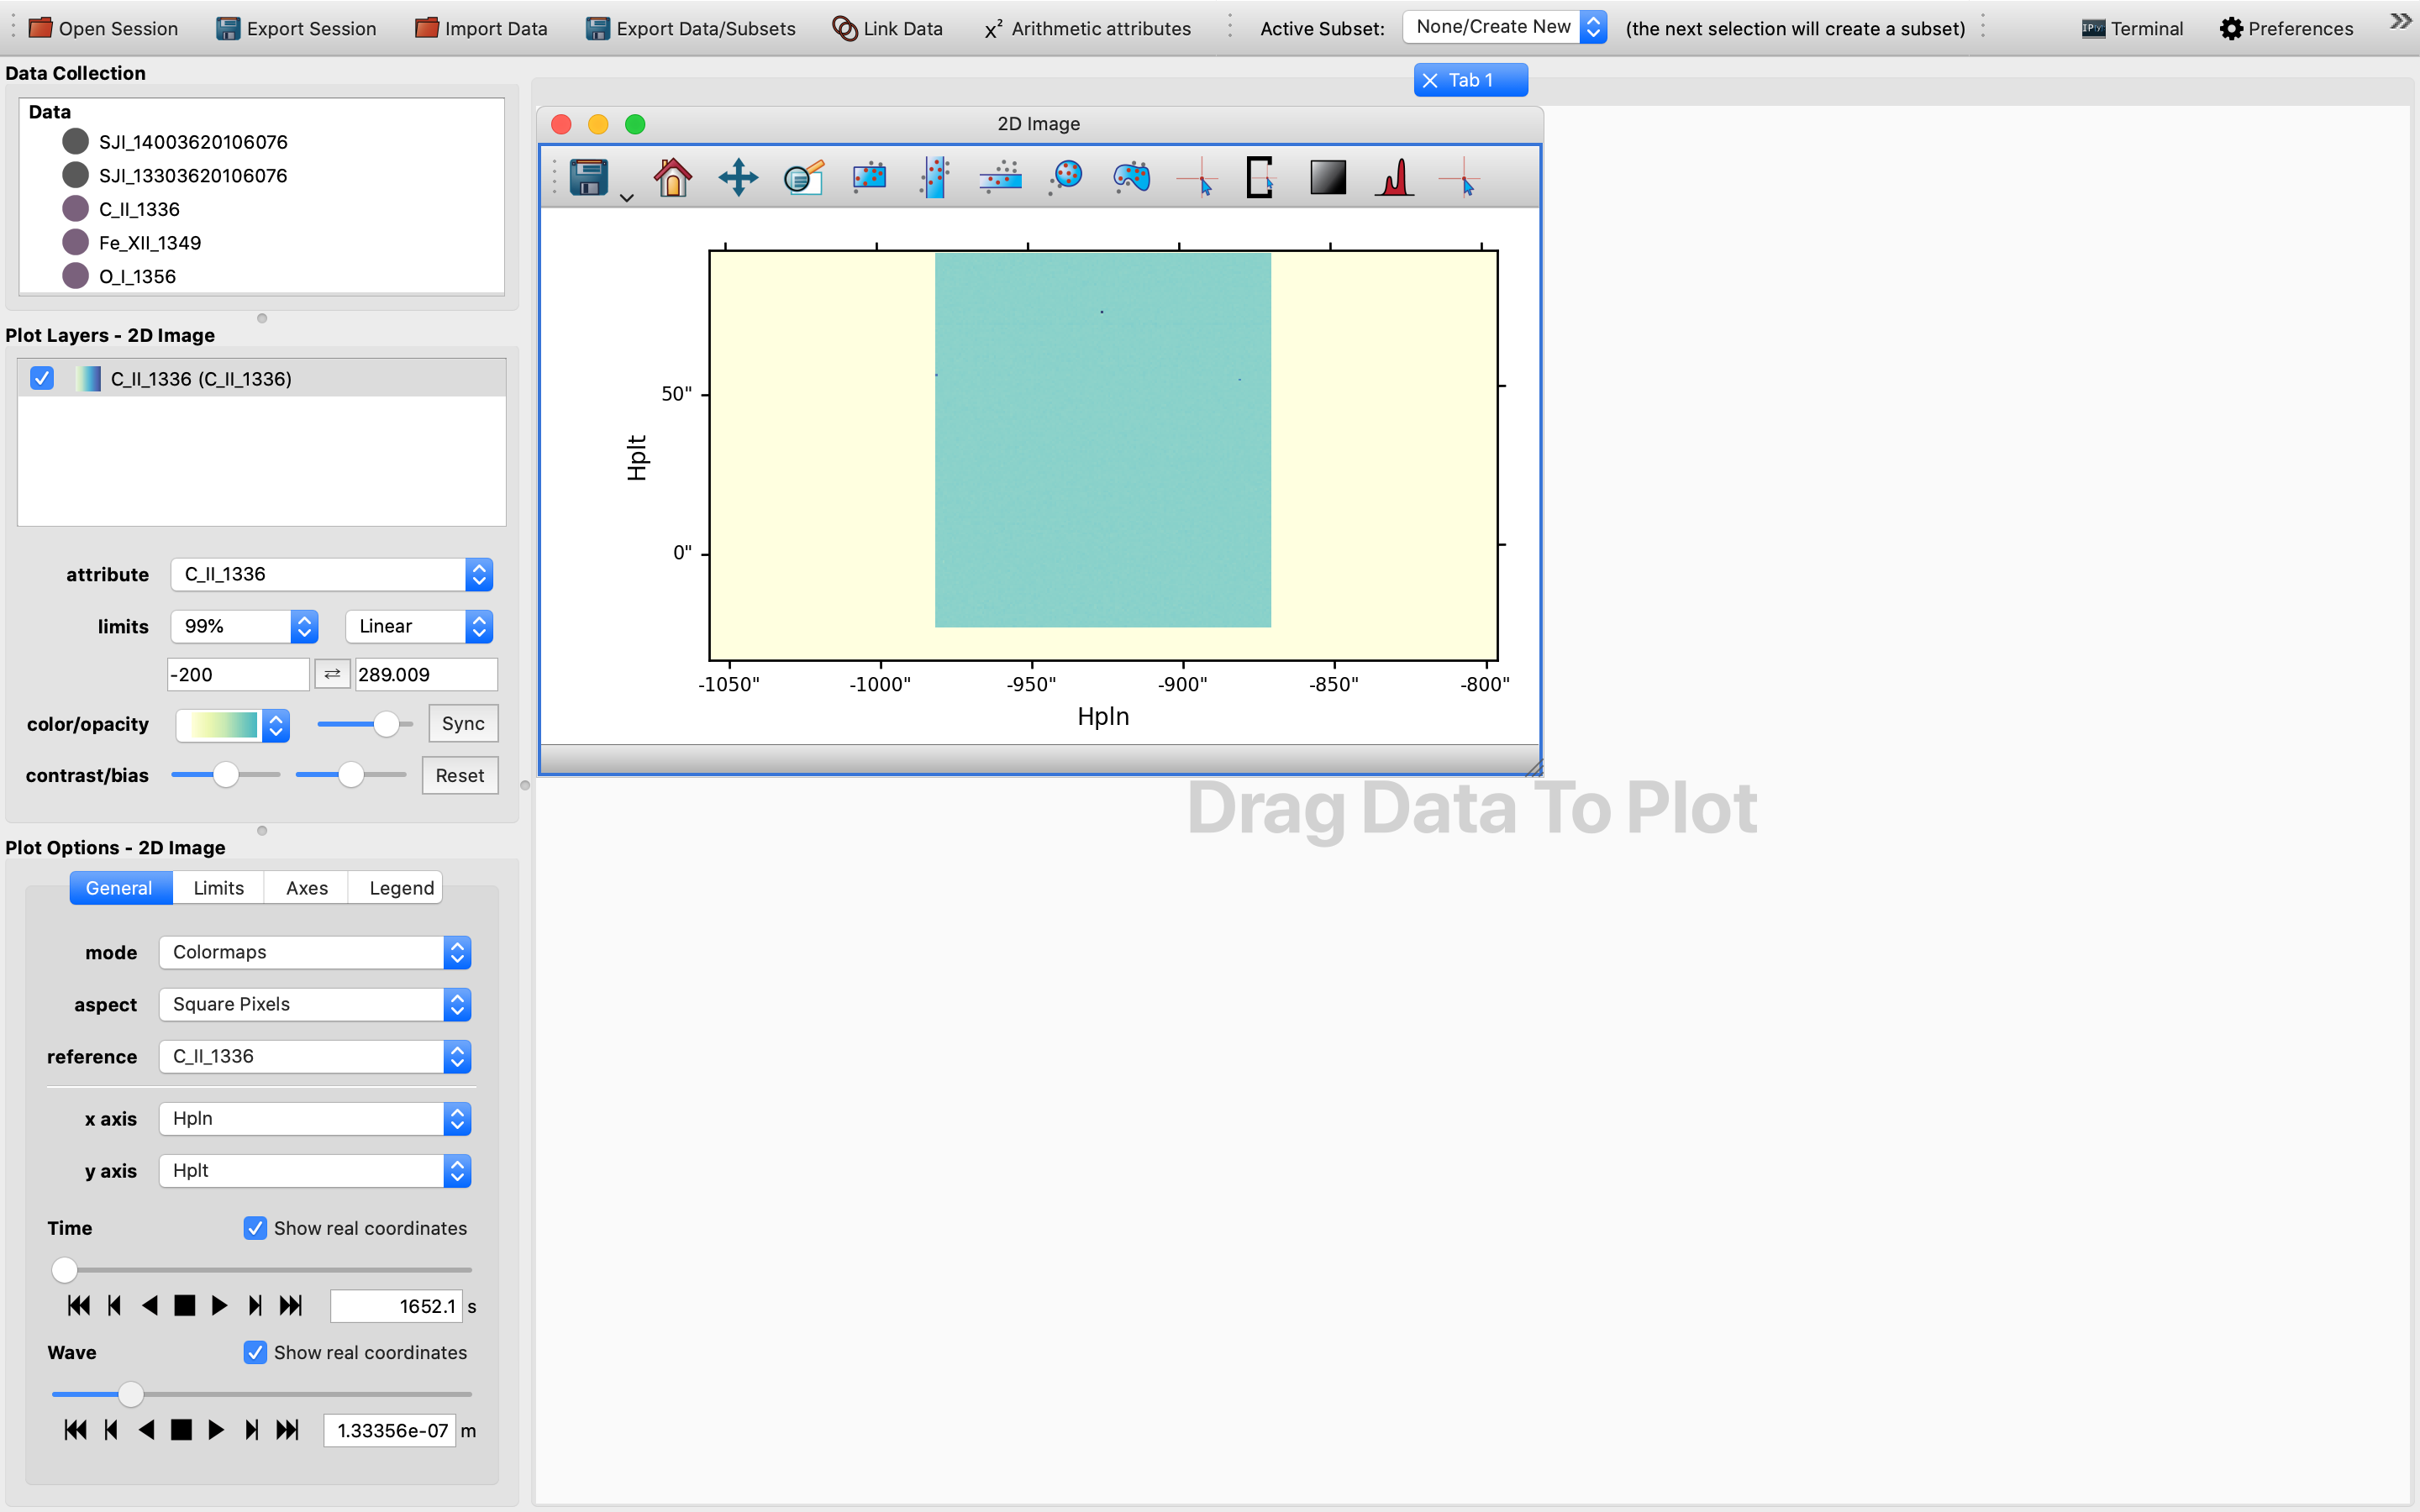 Open Session Export Session Import Data Export Data/Subsets Link Data x² Arithmetic attributes Active Subset: None/Create New (the next selection will create a subset) Terminal Preferences
Data Collection
Tab 1
Data
SJI_14003620106076
SJI_13303620106076
C_II_1336
Fe_XII_1349
O_I_1356
2D Image
Plot Layers - 2D Image
C_II_1336 (C_II_1336)
attribute C_II_1336
limits 99% Linear
-200 289.009
color/opacity Sync
contrast/bias Reset
50"
0"
Hplt
-1050" -1000" -950" -900" -850" -800"
Hpln
Drag Data To Plot
Plot Options - 2D Image
General Limits Axes Legend
mode Colormaps
aspect Square Pixels
reference C_II_1336
x axis Hpln
y axis Hplt
Time Show real coordinates
1652.1 s
Wave Show real coordinates
1.33356e-07 m